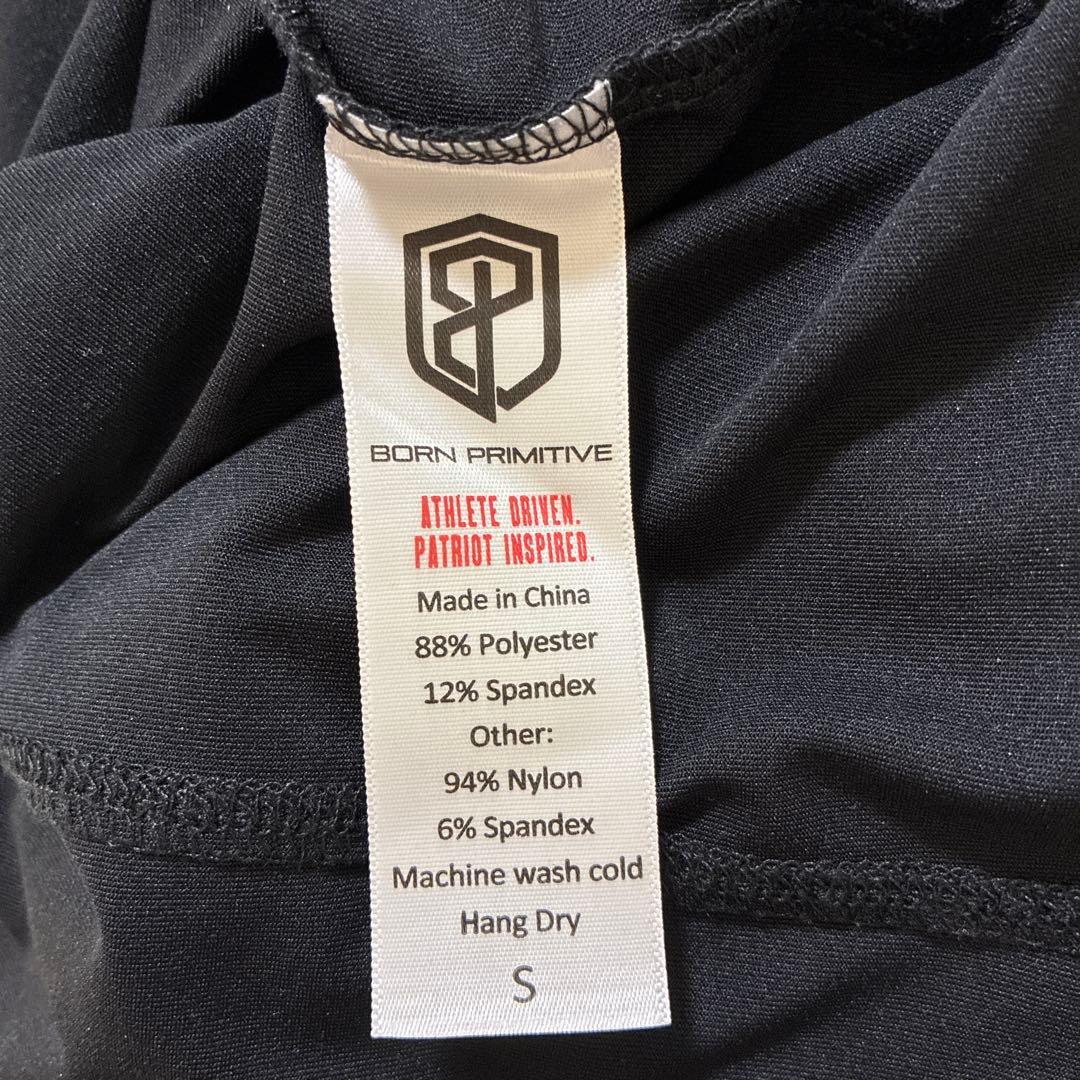 BORN PRIMITIVE
ATHLETE DRIVEN.
PATRIOT INSPIRED.
Made in China
88% Polyester
12% Spandex
Other:
94% Nylon
6% Spandex
Machine wash cold
Hang Dry
S